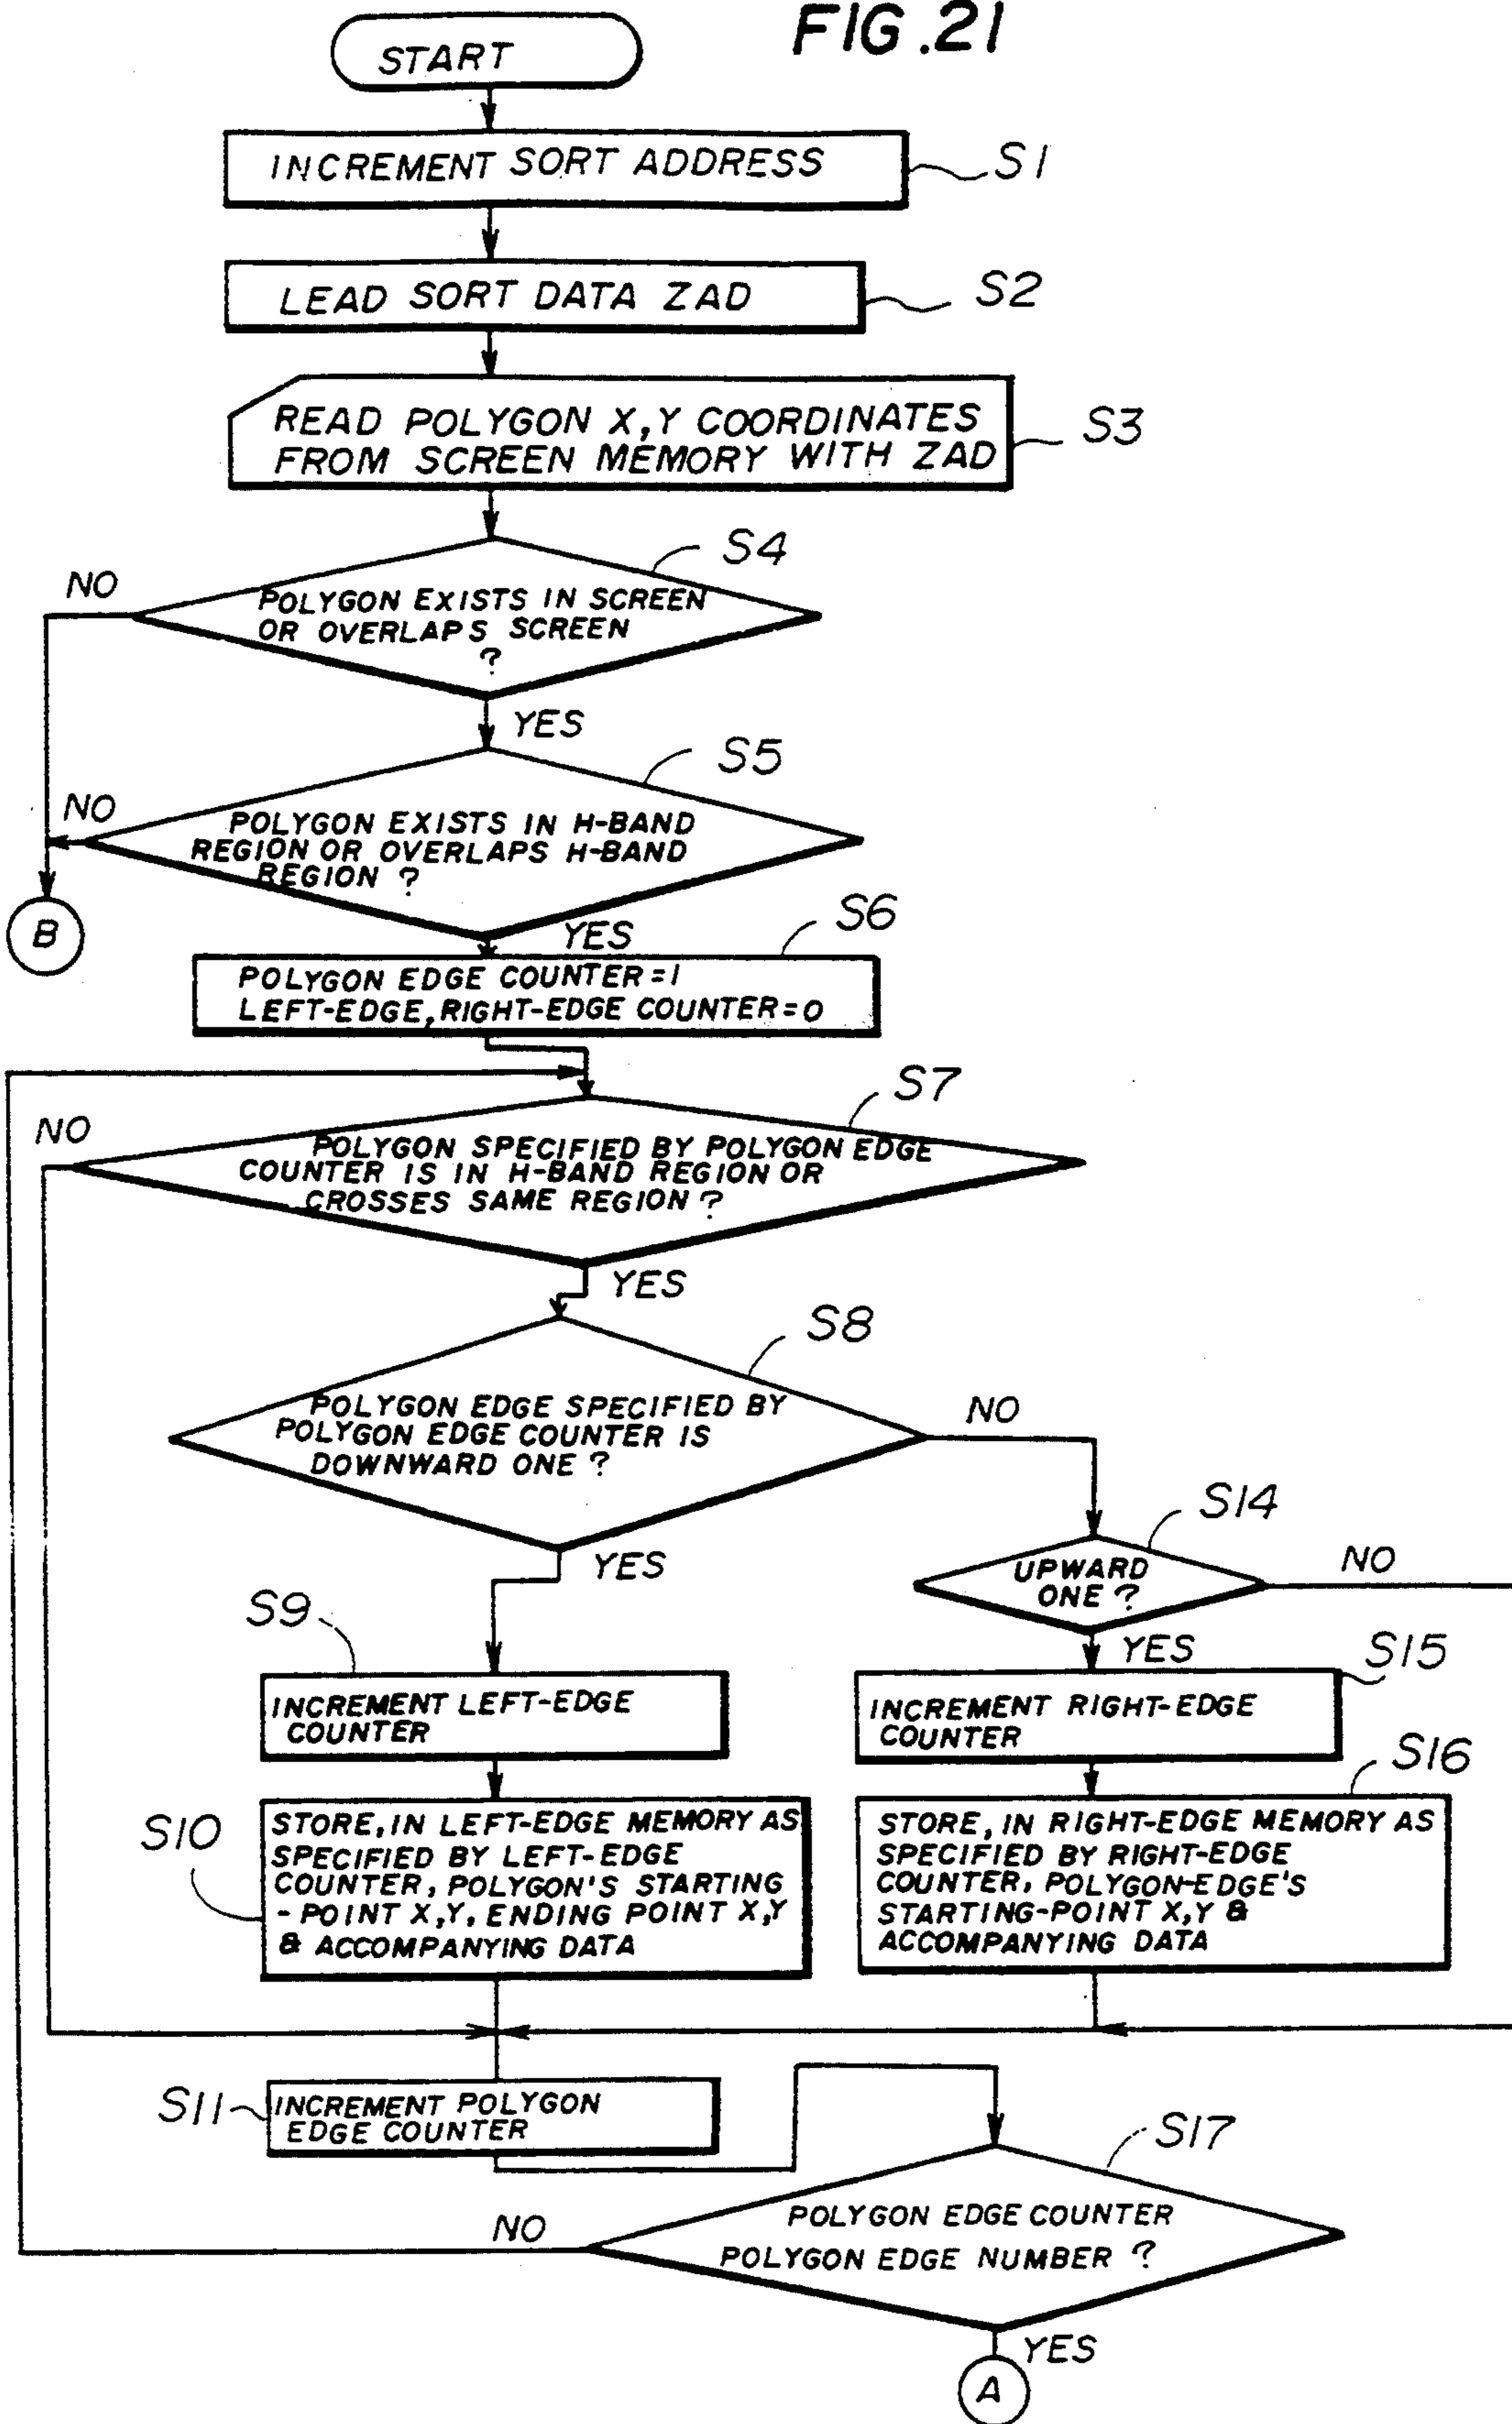 FIG.21
START
INCREMENT SORT ADDRESS
S1
LEAD SORT DATA ZAD
S2
READ POLYGON X,Y COORDINATES
FROM SCREEN MEMORY WITH ZAD
S3
S4
NO
POLYGON EXISTS IN SCREEN
OR OVERLAPS SCREEN
?
YES
S5
NO
POLYGON EXISTS IN H-BAND
REGION OR OVERLAPS H-BAND
REGION ?
B
YES
S6
POLYGON EDGE COUNTER=1
LEFT-EDGE, RIGHT-EDGE COUNTER=0
S7
NO
POLYGON SPECIFIED BY POLYGON EDGE
COUNTER IS IN H-BAND REGION OR
CROSSES SAME REGION ?
YES
S8
POLYGON EDGE SPECIFIED BY
POLYGON EDGE COUNTER IS
DOWNWARD ONE ?
NO
YES
S14
UPWARD
ONE ?
NO
YES
S9
INCREMENT LEFT-EDGE
COUNTER
S15
INCREMENT RIGHT-EDGE
COUNTER
S10
STORE, IN LEFT-EDGE MEMORY AS
SPECIFIED BY LEFT-EDGE
COUNTER, POLYGON'S STARTING
-POINT X,Y, ENDING POINT X,Y
& ACCOMPANYING DATA
S16
STORE, IN RIGHT-EDGE MEMORY AS
SPECIFIED BY RIGHT-EDGE
COUNTER, POLYGON-EDGE'S
STARTING-POINT X,Y &
ACCOMPANYING DATA
S11
INCREMENT POLYGON
EDGE COUNTER
S17
POLYGON EDGE COUNTER
POLYGON EDGE NUMBER ?
NO
YES
A